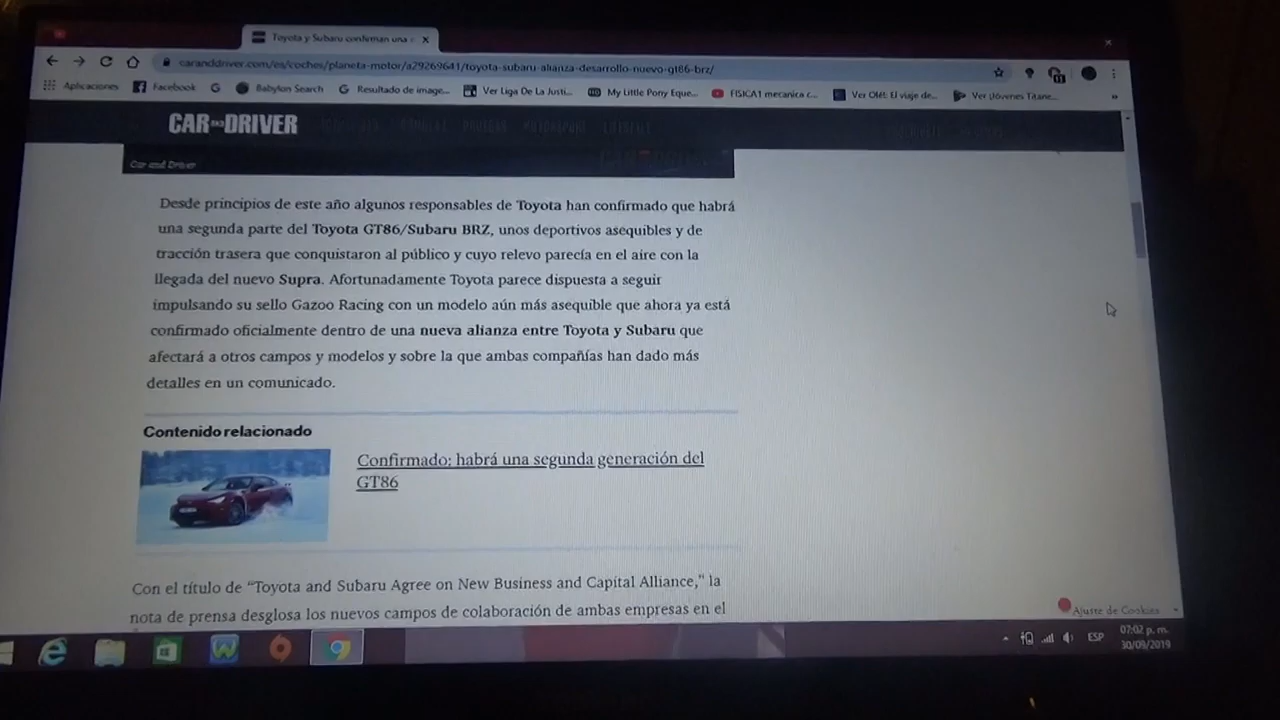 Toyota y Subaru confirman una
caranddriver.com/es/coches/planeta-motor/a29269641/toyota-subaru-alianza-desarrollo-nuevo-gt86-brz/
Aplicaciones Facebook Babylon Search Resultado de image... Ver Liga De La Justi... My Little Pony Eque... FISICA1 mecanica c... Ver Olét: El viaje de... Ver Jóvenes Titane... »
CAR AND DRIVER
Car and Driver
Desde principios de este año algunos responsables de Toyota han confirmado que habrá
una segunda parte del Toyota GT86/Subaru BRZ, unos deportivos asequibles y de
tracción trasera que conquistaron al público y cuyo relevo parecía en el aire con la
llegada del nuevo Supra. Afortunadamente Toyota parece dispuesta a seguir
impulsando su sello Gazoo Racing con un modelo aún más asequible que ahora ya está
confirmado oficialmente dentro de una nueva alianza entre Toyota y Subaru que
afectará a otros campos y modelos y sobre la que ambas compañías han dado más
detalles en un comunicado.
Contenido relacionado
Confirmado: habrá una segunda generación del
GT86
Con el título de “Toyota and Subaru Agree on New Business and Capital Alliance,” la
nota de prensa desglosa los nuevos campos de colaboración de ambas empresas en el
Ajuste de Cookies
ESP
07:02 p. m.
30/09/2019